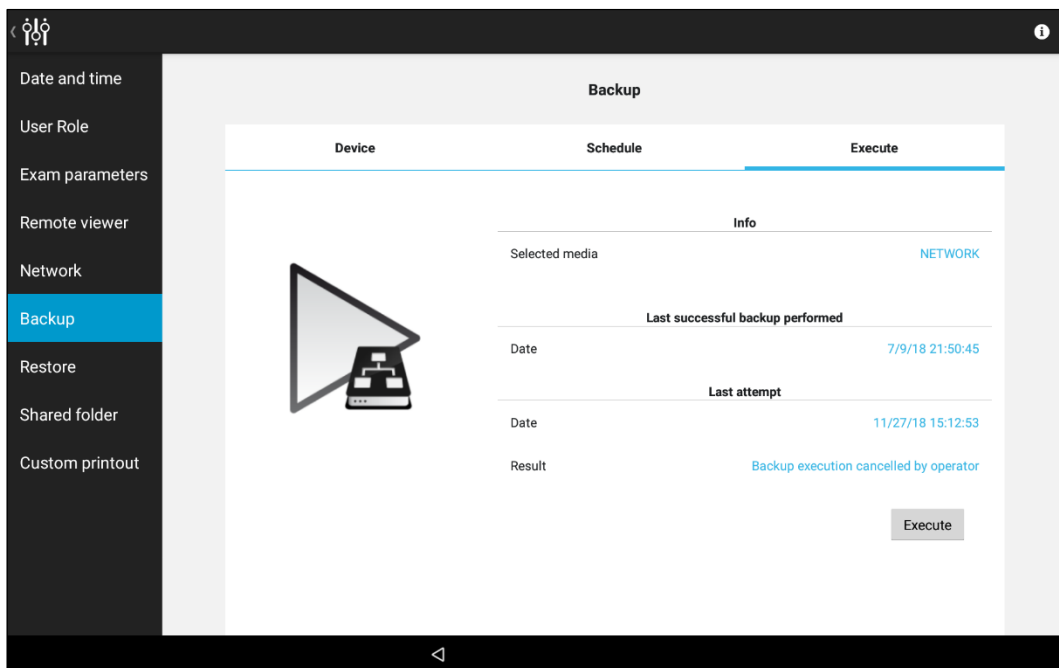 Date and time
User Role
Exam parameters
Remote viewer
Network
Backup
Restore
Shared folder
Custom printout
Backup
Device Schedule Execute
Info
Selected media NETWORK
Last successful backup performed
Date 7/9/18 21:50:45
Last attempt
Date 11/27/18 15:12:53
Result Backup execution cancelled by operator
Execute